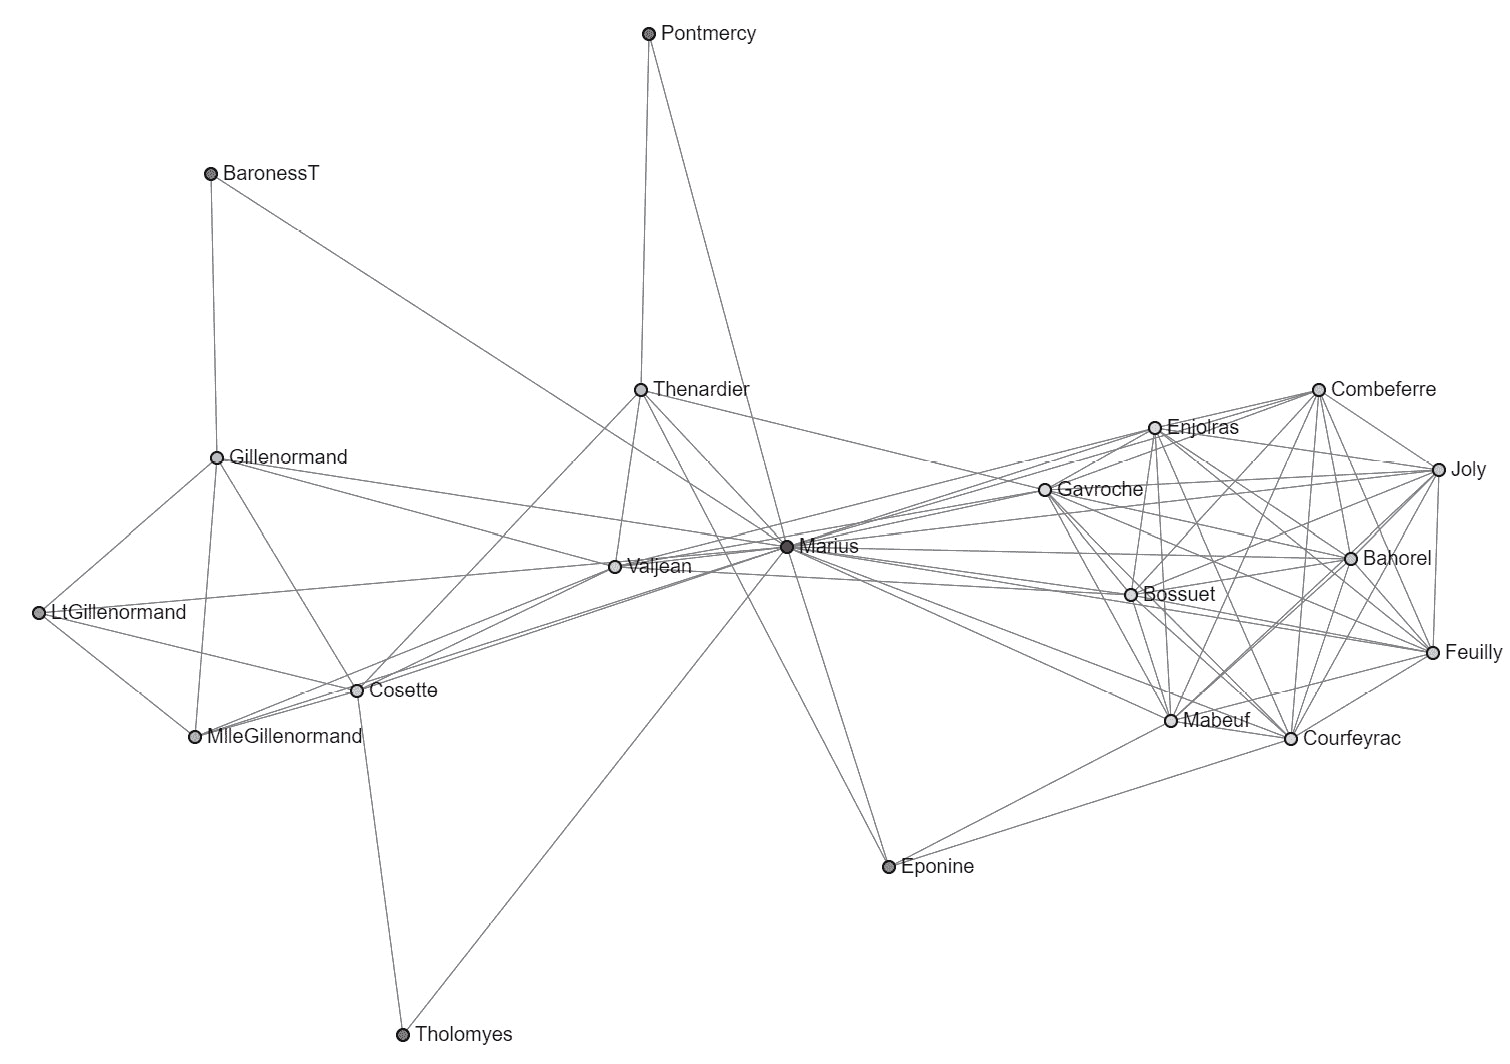 Pontmercy
BaronessT
Thenardier
Combeferre
Enjolras
Gillenormand
Joly
Gavroche
Marius
Bahorel
Valjean
Bossuet
LtGillenormand
Feuilly
Cosette
Mabeuf
MlleGillenormand
Courfeyrac
Eponine
Tholomyes